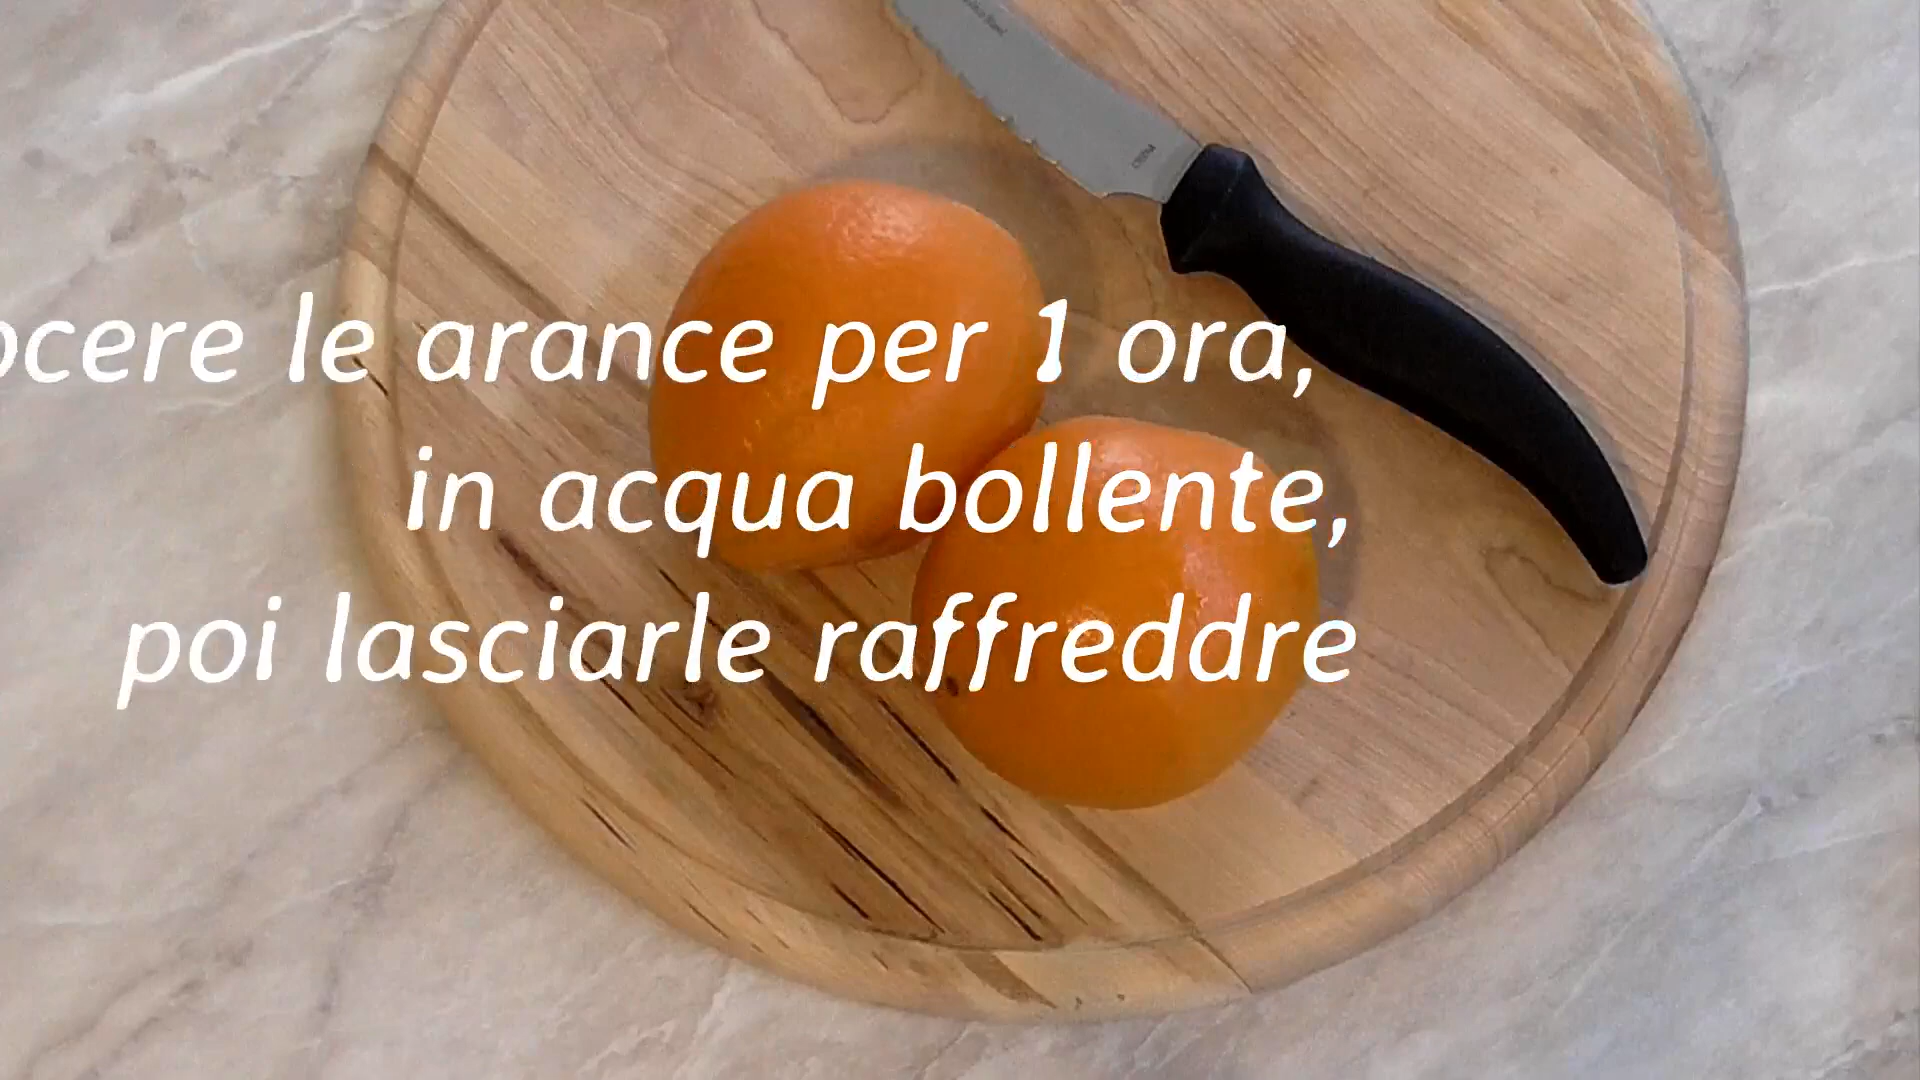 ocere le arance per 1 ora,
in acqua bollente,
poi lasciarle raffreddre